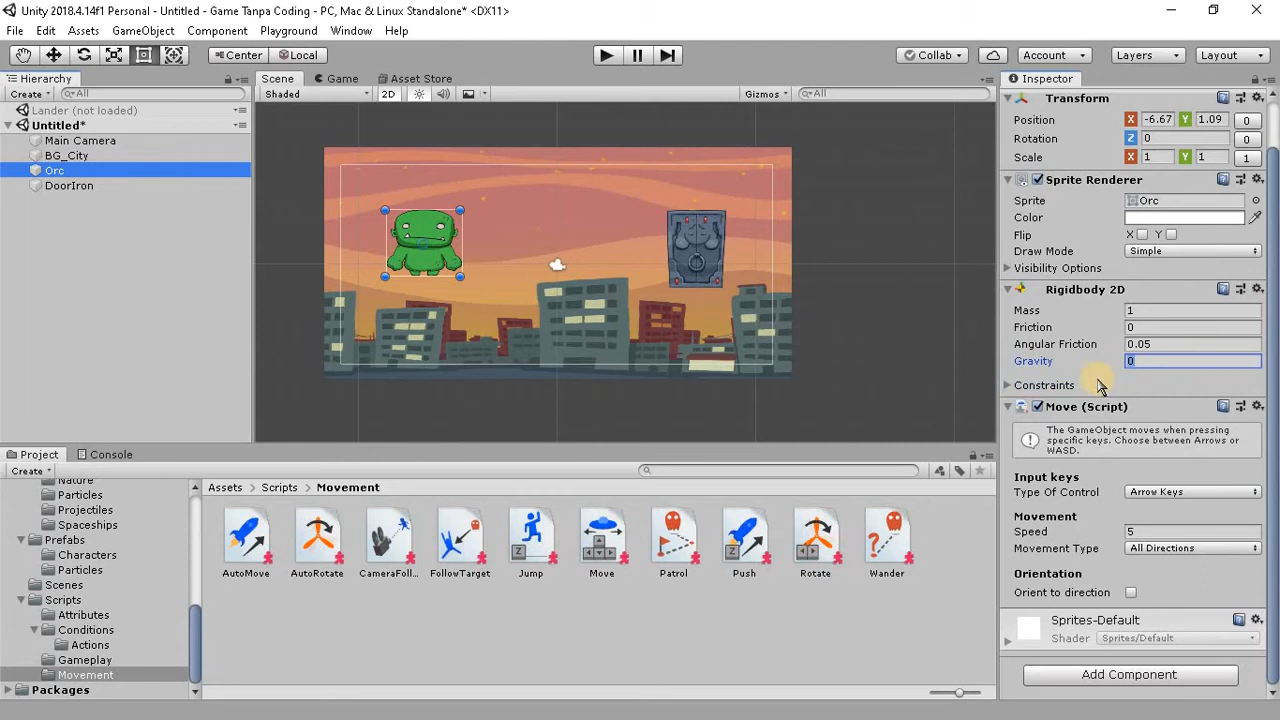 Unity 2018.4.14f1 Personal - Untitled - Game Tanpa Coding - PC, Mac & Linux Standalone* <DX11>
File Edit Assets GameObject Component Playground Window Help
Center Local Collab Account Layers Layout
Hierarchy
Create All
Lander (not loaded)
Untitled*
Main Camera
BG_City
Orc
DoorIron
Scene Game Asset Store
Shaded 2D Gizmos All
Inspector
Transform
Position X -6.67 Y 1.09 0
Rotation Z 0 0
Scale X 1 Y 1 1
Sprite Renderer
Sprite Orc
Color
Flip X Y
Draw Mode Simple
Visibility Options
Rigidbody 2D
Mass 1
Friction 0
Angular Friction 0.05
Gravity 0
Constraints
Move (Script)
The GameObject moves when pressing
specific keys. Choose between Arrows or
WASD.
Input keys
Type Of Control Arrow Keys
Movement
Speed 5
Movement Type All Directions
Orientation
Orient to direction
Sprites-Default
Shader Sprites/Default
Add Component
Project Console
Create
Nature
Particles
Projectiles
Spaceships
Prefabs
Characters
Particles
Scenes
Scripts
Attributes
Conditions
Actions
Gameplay
Movement
Packages
Assets Scripts Movement
Z Z
AutoMove AutoRotate CameraFoll... FollowTarget Jump Move Patrol Push Rotate Wander